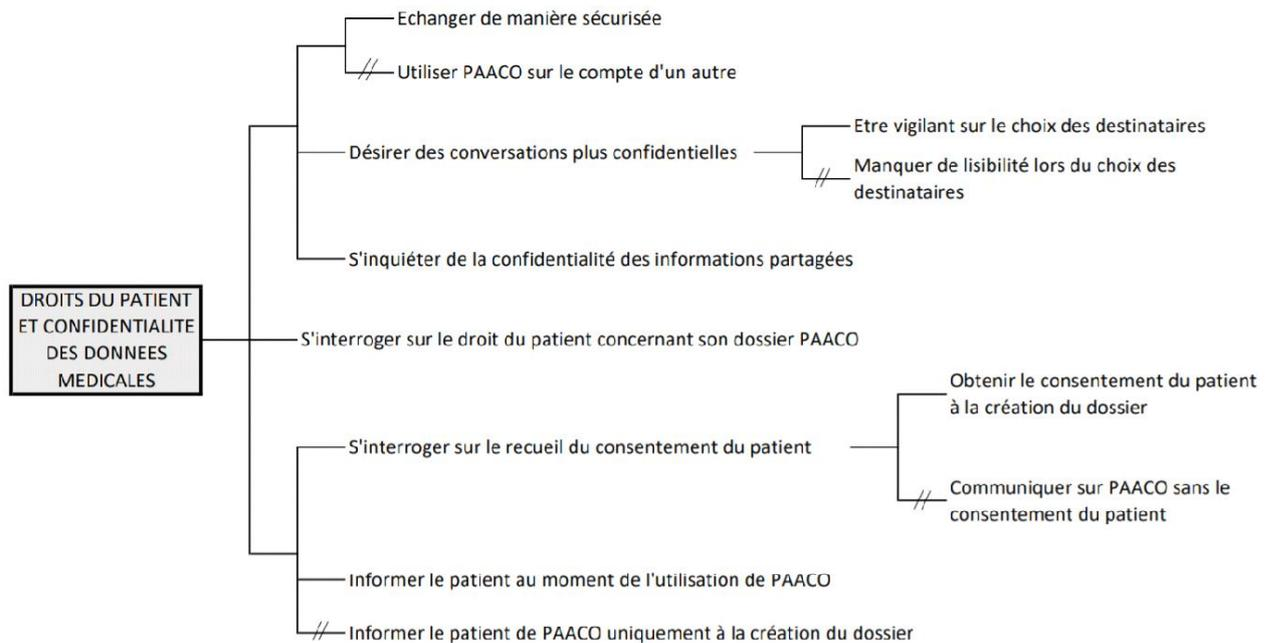 Echanger de manière sécurisée
Utiliser PAACO sur le compte d'un autre
Etre vigilant sur le choix des destinataires
Désirer des conversations plus confidentielles
Manquer de lisibilité lors du choix des
destinataires
S'inquiéter de la confidentialité des informations partagées
DROITS DU PATIENT
ET CONFIDENTIALITE
DES DONNEES
MEDICALES
S'interroger sur le droit du patient concernant son dossier PAACO
Obtenir le consentement du patient
à la création du dossier
S'interroger sur le recueil du consentement du patient
Communiquer sur PAACO sans le
consentement du patient
Informer le patient au moment de l'utilisation de PAACO
Informer le patient de PAACO uniquement à la création du dossier